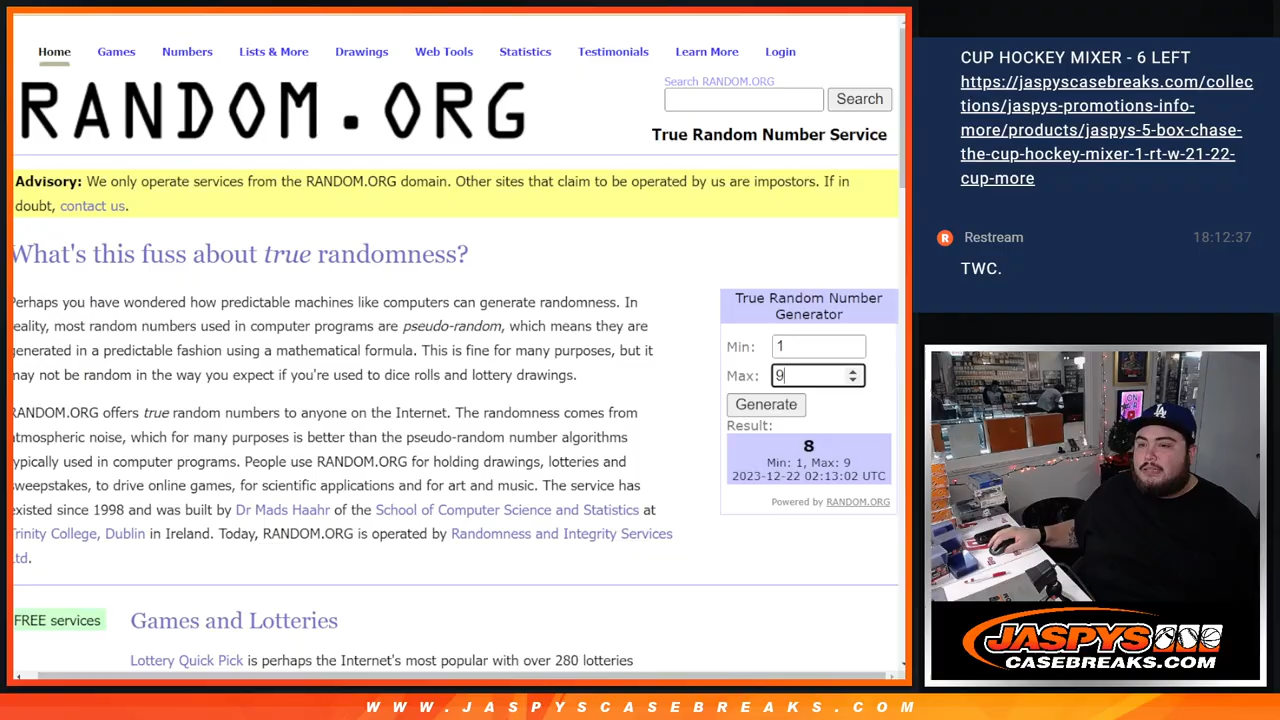 Home Games Numbers Lists & More Drawings Web Tools Statistics Testimonials Learn More Login
RANDOM.ORG
Search RANDOM.ORG
Search
True Random Number Service
Advisory: We only operate services from the RANDOM.ORG domain. Other sites that claim to be operated by us are impostors. If in
doubt, contact us.
What's this fuss about true randomness?
Perhaps you have wondered how predictable machines like computers can generate randomness. In
reality, most random numbers used in computer programs are pseudo-random, which means they are
generated in a predictable fashion using a mathematical formula. This is fine for many purposes, but it
may not be random in the way you expect if you're used to dice rolls and lottery drawings.
RANDOM.ORG offers true random numbers to anyone on the Internet. The randomness comes from
atmospheric noise, which for many purposes is better than the pseudo-random number algorithms
typically used in computer programs. People use RANDOM.ORG for holding drawings, lotteries and
sweepstakes, to drive online games, for scientific applications and for art and music. The service has
existed since 1998 and was built by Dr Mads Haahr of the School of Computer Science and Statistics at
Trinity College, Dublin in Ireland. Today, RANDOM.ORG is operated by Randomness and Integrity Services
Ltd.
True Random Number
Generator
Min: 1
Max: 9
Generate
Result:
8
Min: 1, Max: 9
2023-12-22 02:13:02 UTC
Powered by RANDOM.ORG
FREE services
Games and Lotteries
Lottery Quick Pick is perhaps the Internet's most popular with over 280 lotteries
CUP HOCKEY MIXER - 6 LEFT
https://jaspyscasebreaks.com/collec
tions/jaspys-promotions-info-
more/products/jaspys-5-box-chase-
the-cup-hockey-mixer-1-rt-w-21-22-
cup-more
Restream 18:12:37
TWC.
JASPYS
CASEBREAKS.COM
WWW.JASPYSCASEBREAKS.COM